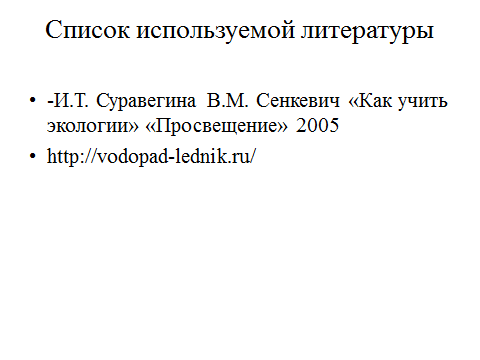 Список используемой литературы
• -И.Т. Суравегина В.М. Сенкевич «Как учить
экологии» «Просвещение» 2005
• http://vodopad-lednik.ru/